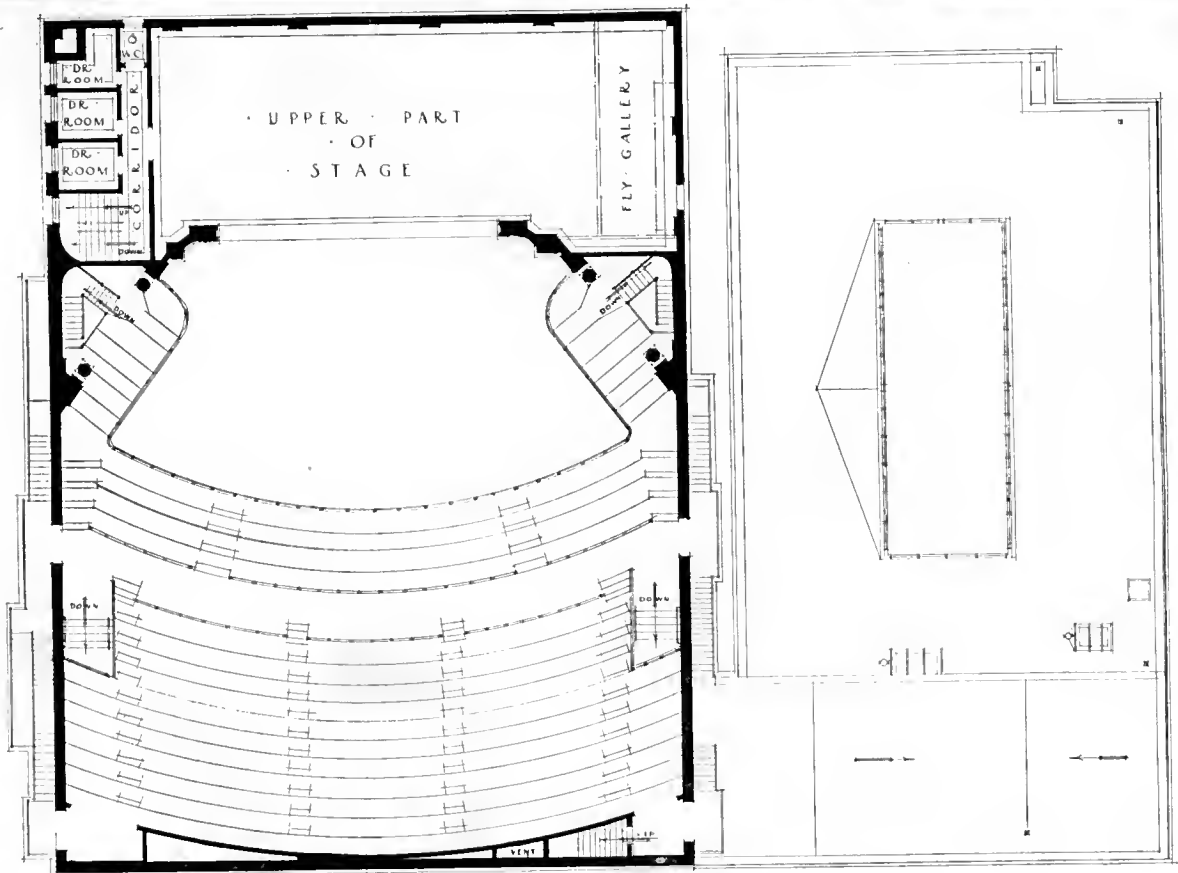 W.C.
DR.
ROOM
DR.
ROOM
DR.
ROOM
CORRIDOR
UP
DOWN
· UPPER · PART
· OF
· STAGE
FLY · GALLERY
DOWN
DOWN
DOWN
DOWN
VENT
UP